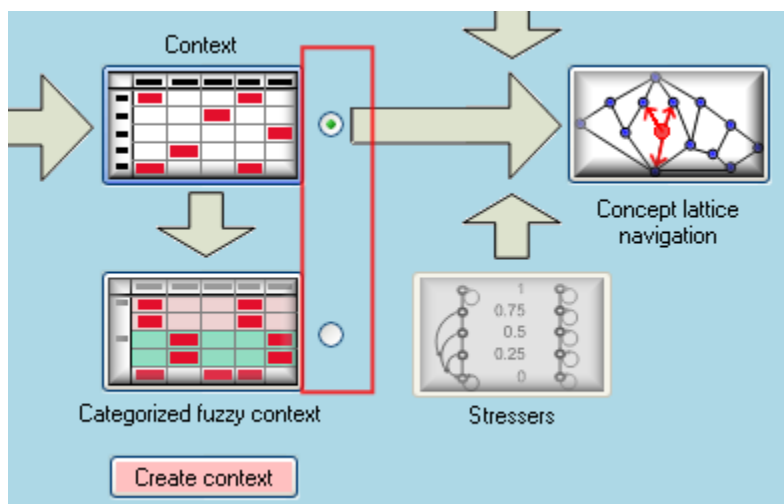 Context
Concept lattice
navigation
1
0.75
0.5
0.25
0
Categorized fuzzy context
Stressers
Create context